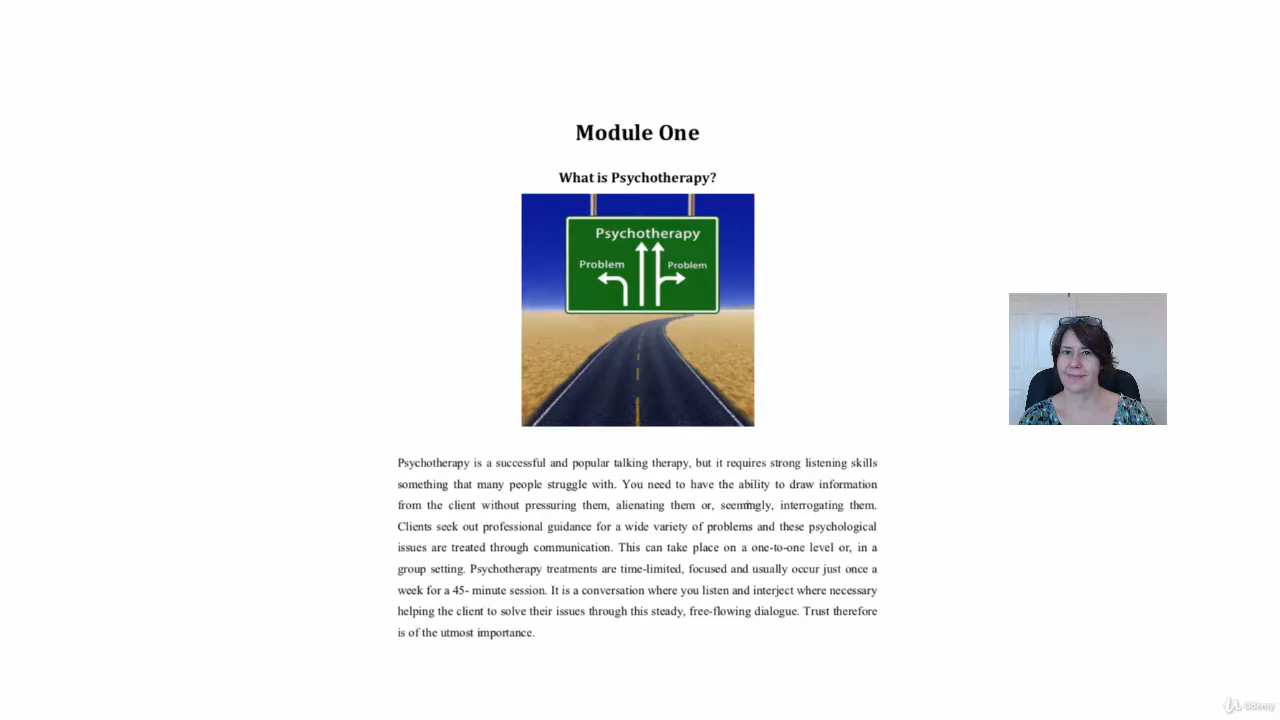 Module One
What is Psychotherapy?
Psychotherapy
Problem
Problem
Psychotherapy is a successful and popular talking therapy, but it requires strong listening skills
something that many people struggle with. You need to have the ability to draw information
from the client without pressuring them, alienating them or, seemingly, interrogating them.
Clients seek out professional guidance for a wide variety of problems and these psychological
issues are treated through communication. This can take place on a one-to-one level or, in a
group setting. Psychotherapy treatments are time-limited, focused and usually occur just once a
week for a 45- minute session. It is a conversation where you listen and interject where necessary
helping the client to solve their issues through this steady, free-flowing dialogue. Trust therefore
is of the utmost importance.
Udemy